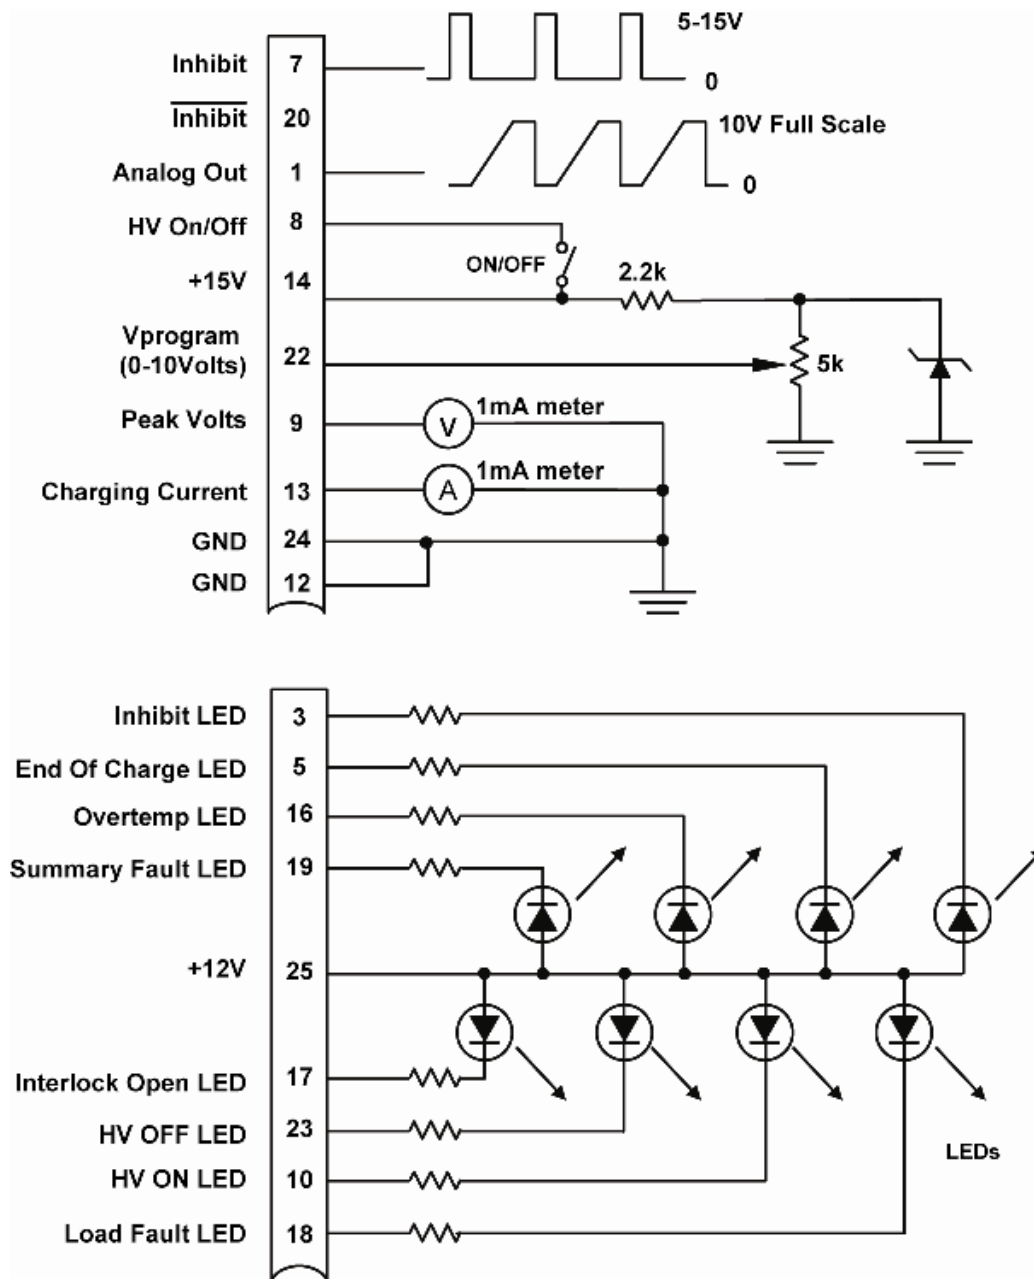 5-15V
Inhibit 7
0
Inhibit 20
10V Full Scale
Analog Out 1
0
HV On/Off 8
ON/OFF
2.2k
+15V 14
Vprogram
(0-10Volts) 22
5k
1mA meter
Peak Volts 9
V
1mA meter
Charging Current 13
A
GND 24
GND 12
Inhibit LED 3
End Of Charge LED 5
Overtemp LED 16
Summary Fault LED 19
+12V 25
Interlock Open LED 17
HV OFF LED 23
LEDs
HV ON LED 10
Load Fault LED 18